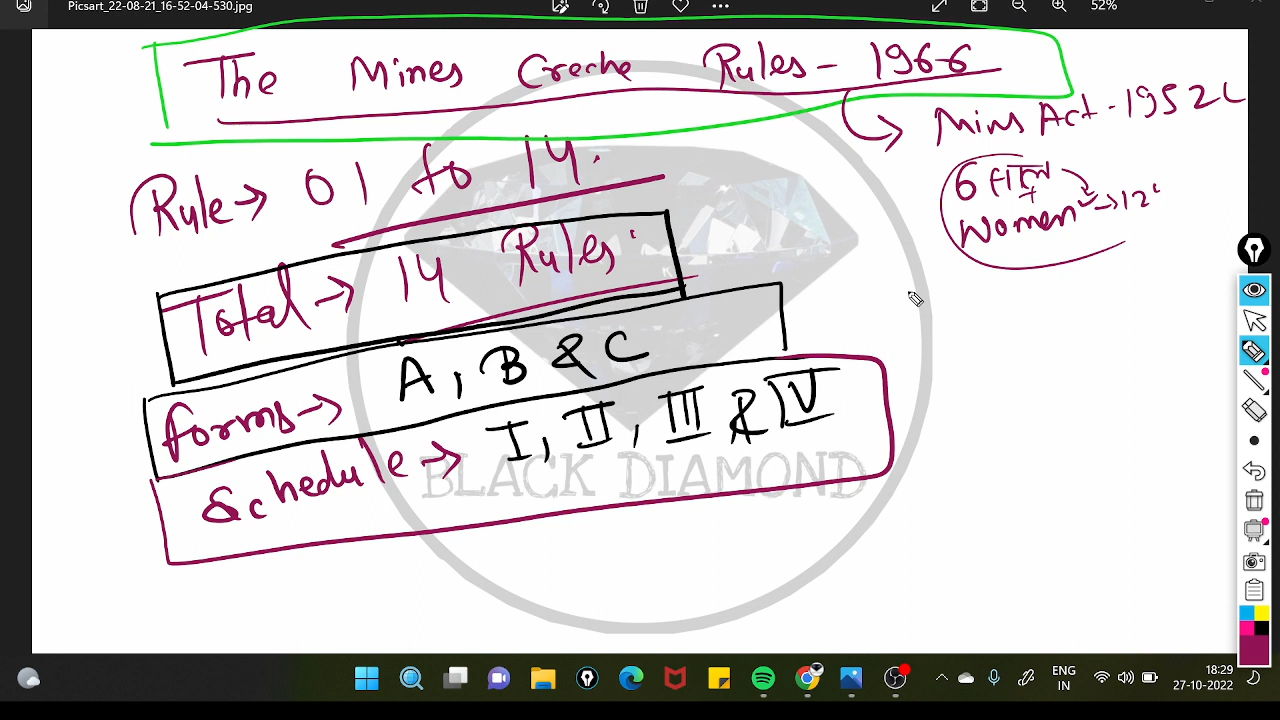 Picsart_22-08-21_16-52-04-530.jpg
52%
The Mines Creche Rules - 1966
Mins Act - 1952
Rule → 01 to 14.
6
Women → 12
Total → 14 Rules
forms → A, B & C
Schedule → I, II, III & IV
BLACK DIAMOND
ENG
IN
18:29
27-10-2022